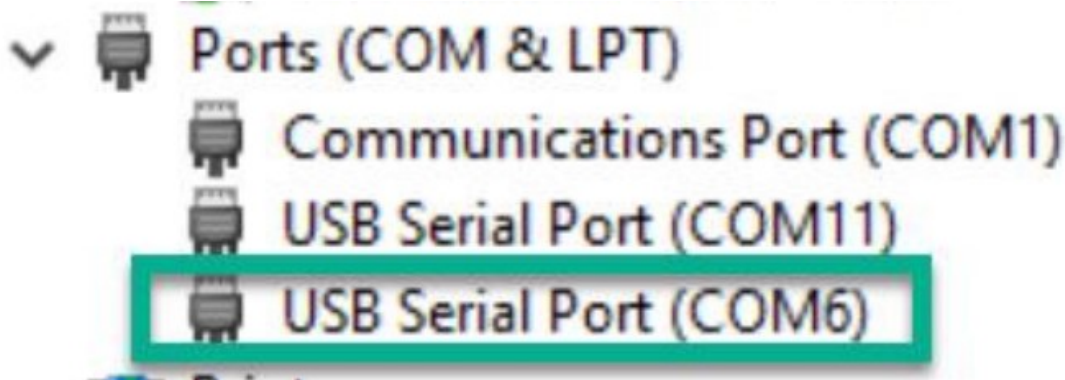 Ports (COM & LPT)
Communications Port (COM1)
USB Serial Port (COM11)
USB Serial Port (COM6)